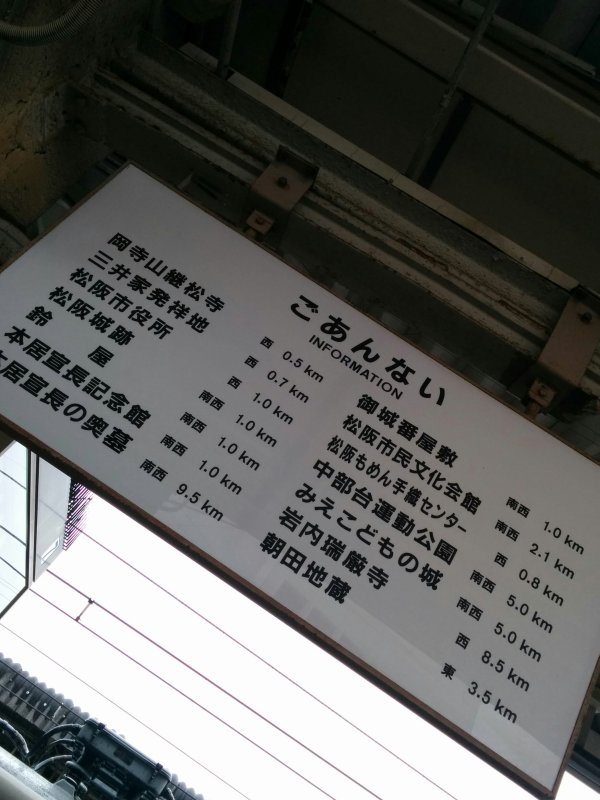 ごあんない
INFORMATION
岡寺山継松寺 西 0.5 km
三井家発祥地 西 0.7 km
松阪市役所 西 1.0 km
松阪城跡 南西 1.0 km
鈴屋 南西 1.0 km
本居宣長記念館 南西 1.0 km
本居宣長の奥墓 南西 9.5 km
御城番屋敷 南西 1.0 km
松阪市民文化会館 南西 2.1 km
松阪もめん手織センター 西 0.8 km
中部台運動公園 南西 5.0 km
みえこどもの城 南西 5.0 km
岩内瑞巌寺 西 8.5 km
朝田地蔵 東 3.5 km